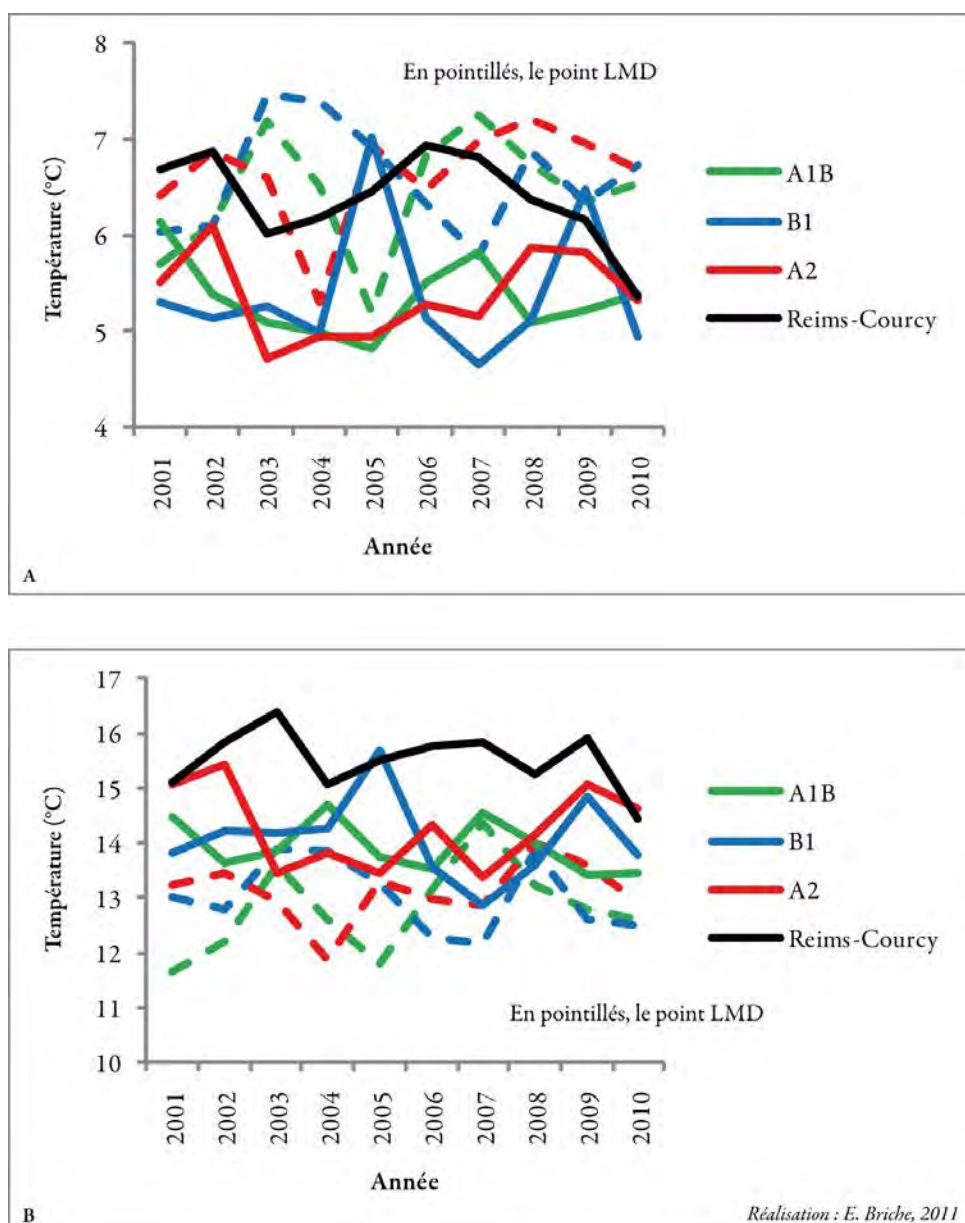 8
7
6
5
4
Température (°C)
En pointillés, le point LMD
A1B
B1
A2
Reims-Courcy
2001
2002
2003
2004
2005
2006
2007
2008
2009
2010
Année
A
17
16
15
14
13
12
11
10
Température (°C)
A1B
B1
A2
Reims-Courcy
En pointillés, le point LMD
2001
2002
2003
2004
2005
2006
2007
2008
2009
2010
Année
B
Réalisation : E. Briche, 2011